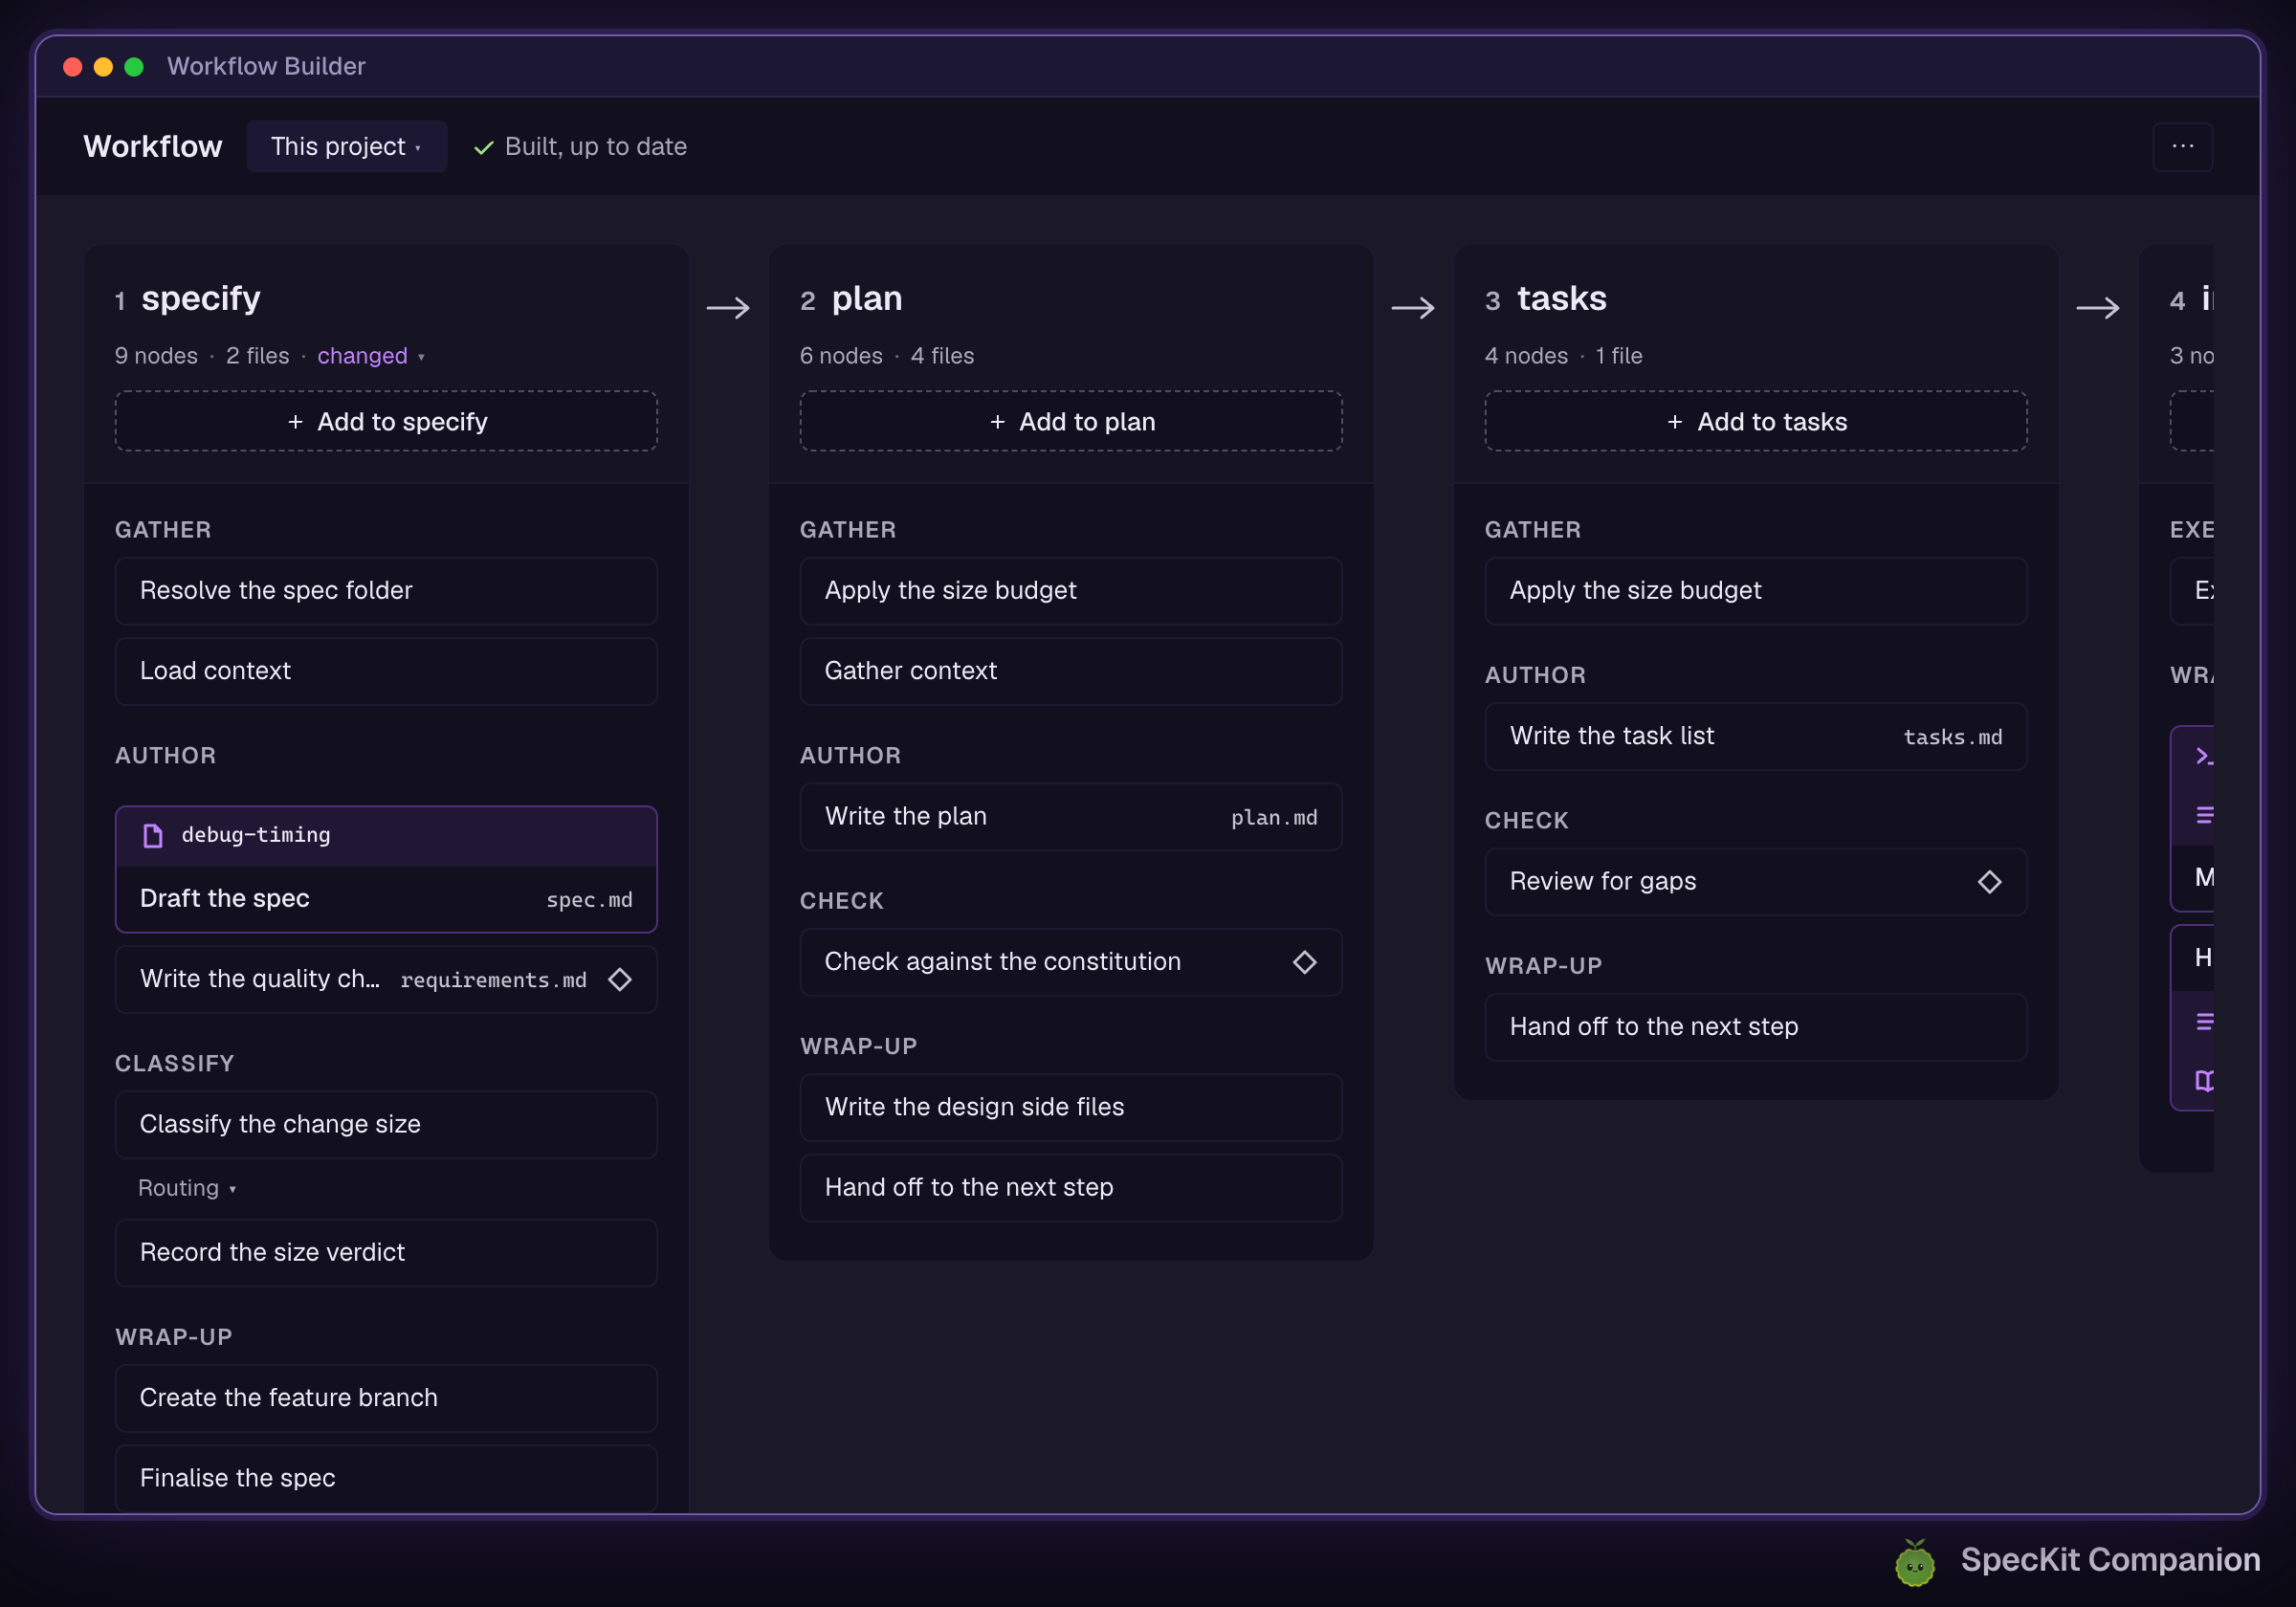 Workflow Builder
Workflow This project ▾ ✓ Built, up to date ...
1 specify
9 nodes · 2 files · changed ▾
+ Add to specify
GATHER
Resolve the spec folder
Load context
AUTHOR
debug-timing
Draft the spec spec.md
Write the quality ch... requirements.md
CLASSIFY
Classify the change size
Routing ▾
Record the size verdict
WRAP-UP
Create the feature branch
Finalise the spec
2 plan
6 nodes · 4 files
+ Add to plan
GATHER
Apply the size budget
Gather context
AUTHOR
Write the plan plan.md
CHECK
Check against the constitution
WRAP-UP
Write the design side files
Hand off to the next step
3 tasks
4 nodes · 1 file
+ Add to tasks
GATHER
Apply the size budget
AUTHOR
Write the task list tasks.md
CHECK
Review for gaps
WRAP-UP
Hand off to the next step
4
3 no
EXE
WRA
M
H
SpecKit Companion